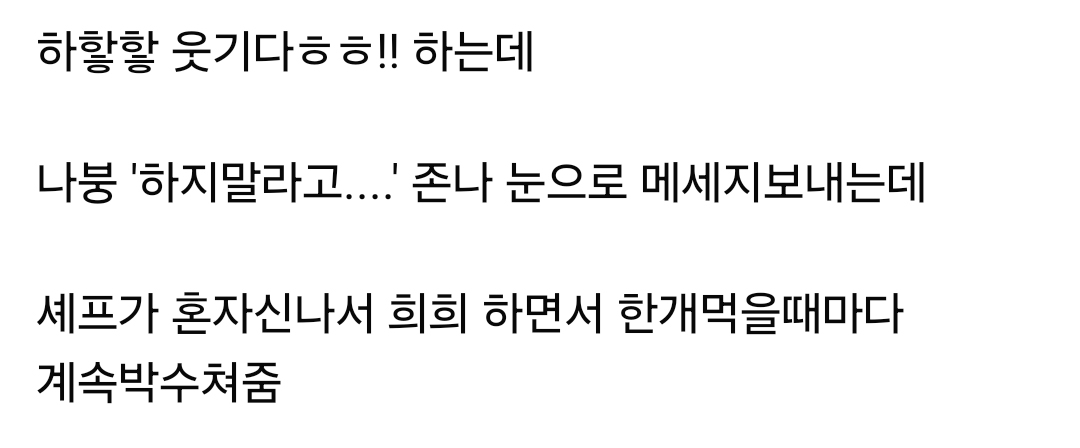 하핳핳 웃기다ㅎㅎ!! 하는데
나붕 '하지말라고....' 존나 눈으로 메세지보내는데
셰프가 혼자신나서 희희 하면서 한개먹을때마다
계속박수쳐줌